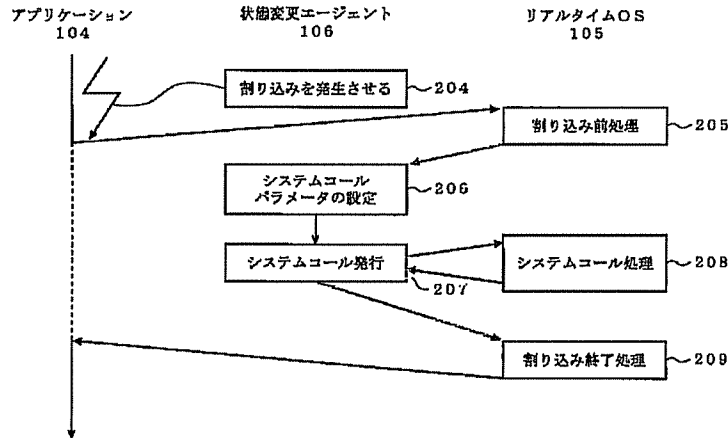 アプリケーション
104
状態変更エージェント
106
リアルタイムOS
105
割り込みを発生させる
204
割り込み前処理
205
システムコール
パラメータの設定
206
システムコール発行
207
システムコール処理
208
割り込み終了処理
209